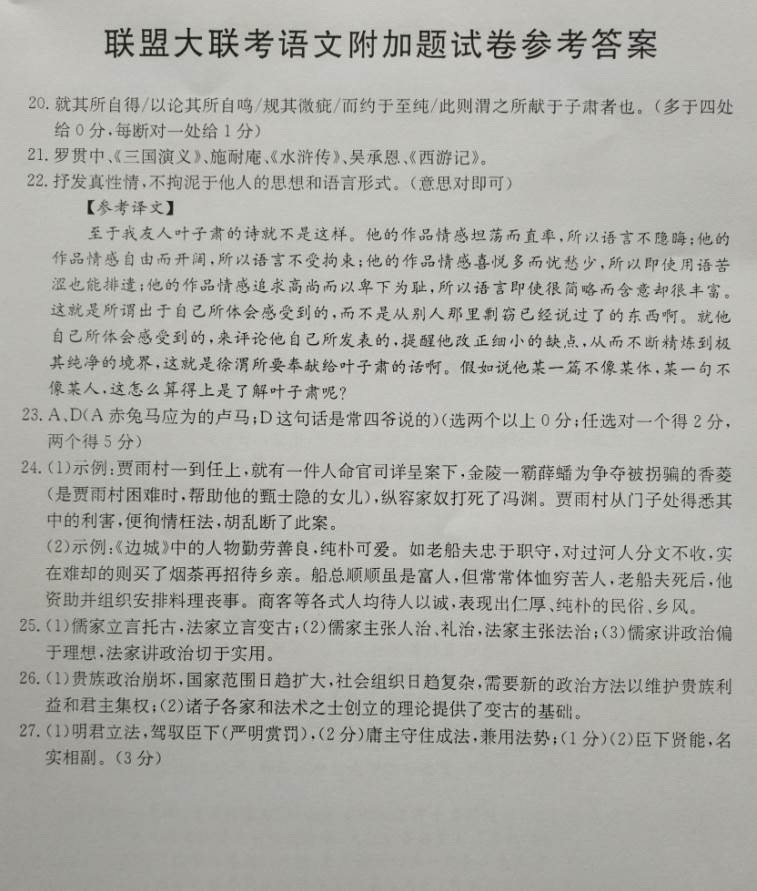 联盟大联考语文附加题试卷参考答案
20. 就其所自得/以论其所自鸣/规其微疵/而约于至纯/此则渭之所献于子肃者也。(多于四处
给0分,每断对一处给1分)
21. 罗贯中、《三国演义》、施耐庵、《水浒传》、吴承恩、《西游记》。
22. 抒发真性情,不拘泥于他人的思想和语言形式。(意思对即可)
【参考译文】
至于我友人叶子肃的诗就不是这样。他的作品情感坦荡而直率,所以语言不隐晦;他的
作品情感自由而开阔,所以语言不受拘束;他的作品情感喜悦多而忧愁少,所以即使用语苦
涩也能排遣;他的作品情感追求高尚而以卑下为耻,所以语言即使很简略而含意却很丰富。
这就是所谓出于自己所体会感受到的,而不是从别人那里剽窃已经说过了的东西啊。就他
自己所体会感受到的,来评论他自己所发表的,提醒他改正细小的缺点,从而不断精炼到极
其纯净的境界,这就是徐渭所要奉献给叶子肃的话啊。假如说他某一篇不像某体,某一句不
像某人,这怎么算得上是了解叶子肃呢?
23. A、D(A赤兔马应为的卢马;D这句话是常四爷说的)(选两个以上0分;任选对一个得2分,
两个得5分)
24. (1)示例:贾雨村一到任上,就有一件人命官司详呈案下,金陵一霸薛蟠为争夺被拐骗的香菱
(是贾雨村困难时,帮助他的甄士隐的女儿),纵容家奴打死了冯渊。贾雨村从门子处得悉其
中的利害,便徇情枉法,胡乱断了此案。
(2)示例:《边城》中的人物勤劳善良,纯朴可爱。如老船夫忠于职守,对过河人分文不收,实
在难却的则买了烟茶再招待乡亲。船总顺顺虽是富人,但常常体恤穷苦人,老船夫死后,他
资助并组织安排料理丧事。商客等各式人均待人以诚,表现出仁厚、纯朴的民俗、乡风。
25. (1)儒家立言托古,法家立言变古;(2)儒家主张人治、礼治,法家主张法治;(3)儒家讲政治偏
于理想,法家讲政治切于实用。
26. (1)贵族政治崩坏,国家范围日趋扩大,社会组织日趋复杂,需要新的政治方法以维护贵族利
益和君主集权;(2)诸子各家和法术之士创立的理论提供了变古的基础。
27. (1)明君立法,驾驭臣下(严明赏罚),(2分)庸主守住成法,兼用法势;(1分)(2)臣下贤能,名
实相副。(3分)